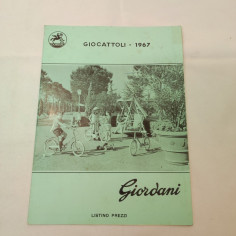 GIOCATTOLI - 1967
Giordani
LISTINO PREZZI